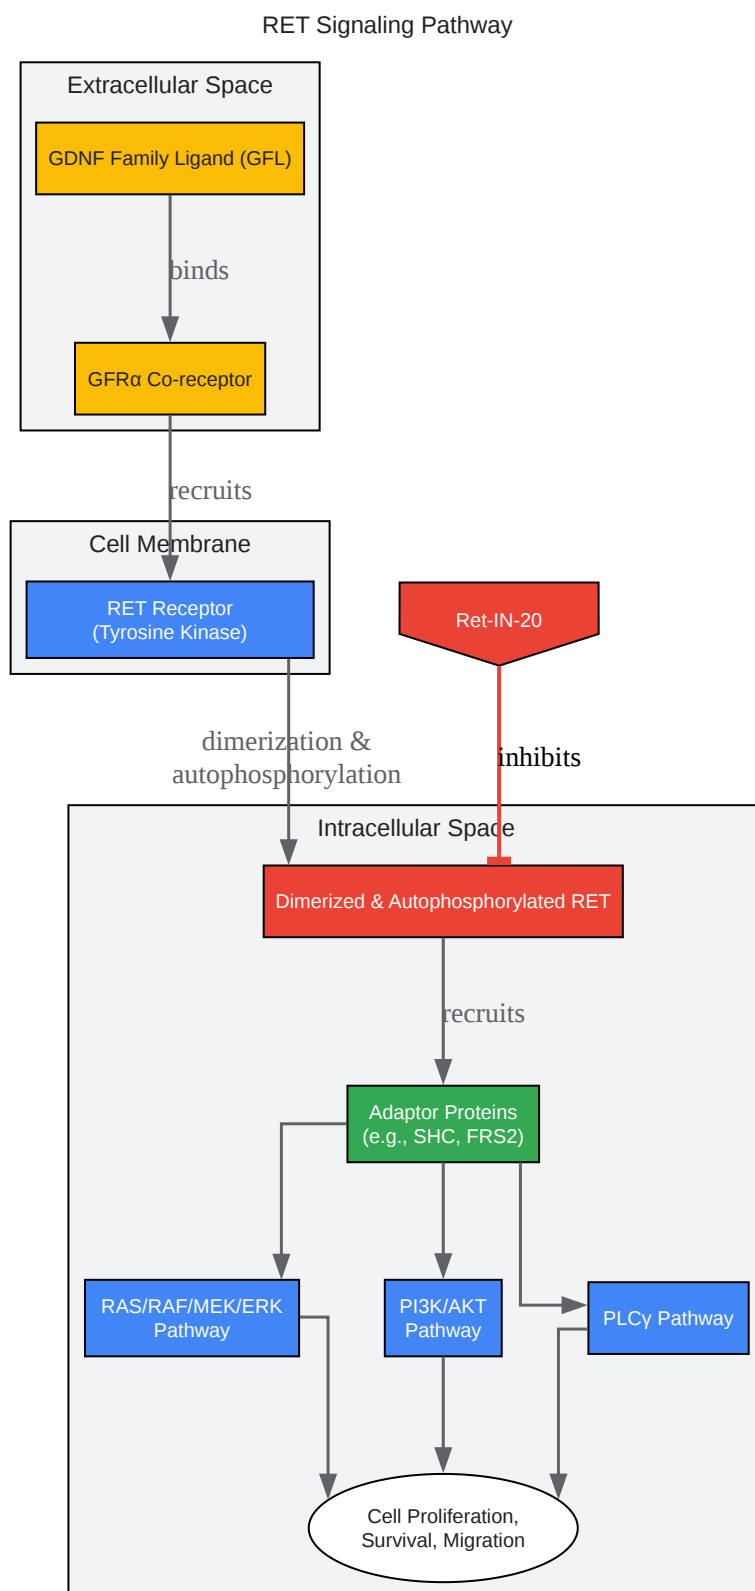 RET Signaling Pathway
Extracellular Space
GDNF Family Ligand (GFL)
binds
GFRα Co-receptor
recruits
Cell Membrane
RET Receptor
(Tyrosine Kinase)
Ret-IN-20
dimerization &
autophosphorylation
inhibits
Intracellular Space
Dimerized & Autophosphorylated RET
recruits
Adaptor Proteins
(e.g., SHC, FRS2)
RAS/RAF/MEK/ERK
Pathway
PI3K/AKT
Pathway
PLCγ Pathway
Cell Proliferation,
Survival, Migration